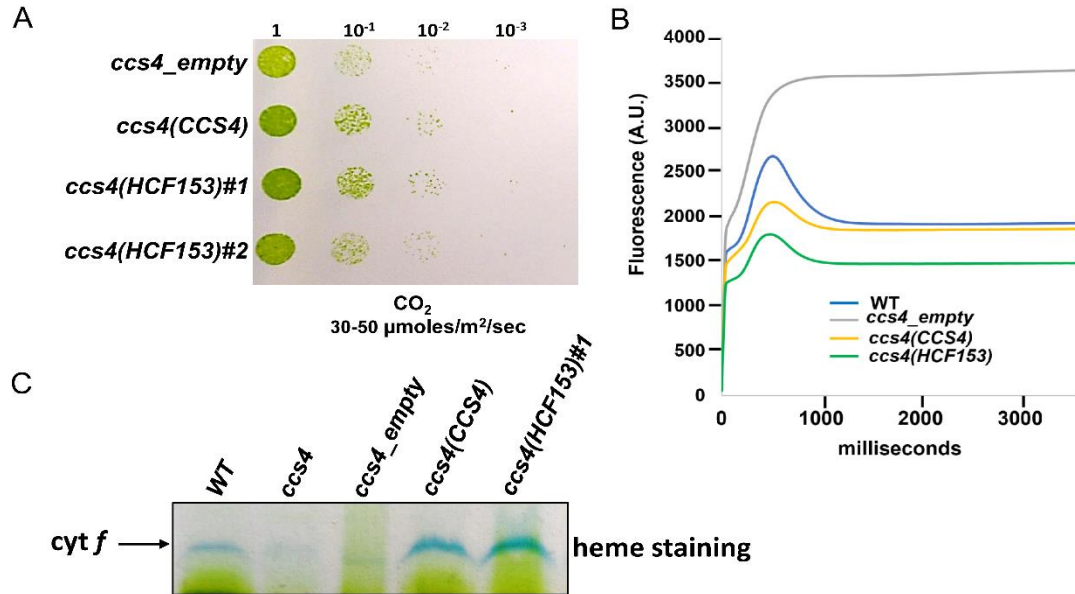 A
1 10⁻¹ 10⁻² 10⁻³
ccs4_empty
ccs4(CCS4)
ccs4(HCF153)#1
ccs4(HCF153)#2
CO₂
30-50 µmoles/m²/sec
B
Fluorescence (A.U.)
4000
3500
3000
2500
2000
1500
1000
500
0
0 1000 2000 3000
milliseconds
WT
ccs4_empty
ccs4(CCS4)
ccs4(HCF153)
C
WT
ccs4
ccs4_empty
ccs4(CCS4)
ccs4(HCF153)#1
cyt f
heme staining